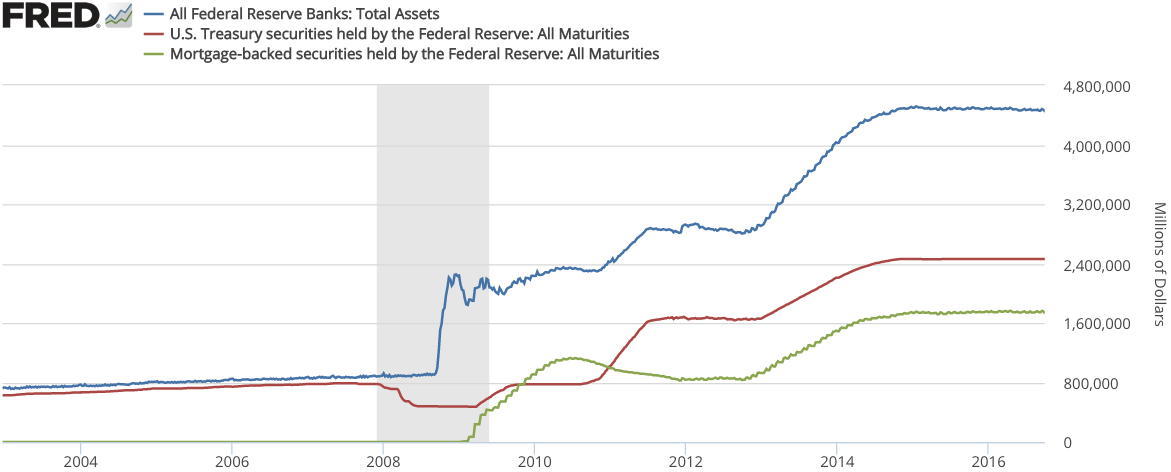 FRED
All Federal Reserve Banks: Total Assets
U.S. Treasury securities held by the Federal Reserve: All Maturities
Mortgage-backed securities held by the Federal Reserve: All Maturities
4,800,000
4,000,000
3,200,000
2,400,000
1,600,000
800,000
0
Millions of Dollars
2004 2006 2008 2010 2012 2014 2016